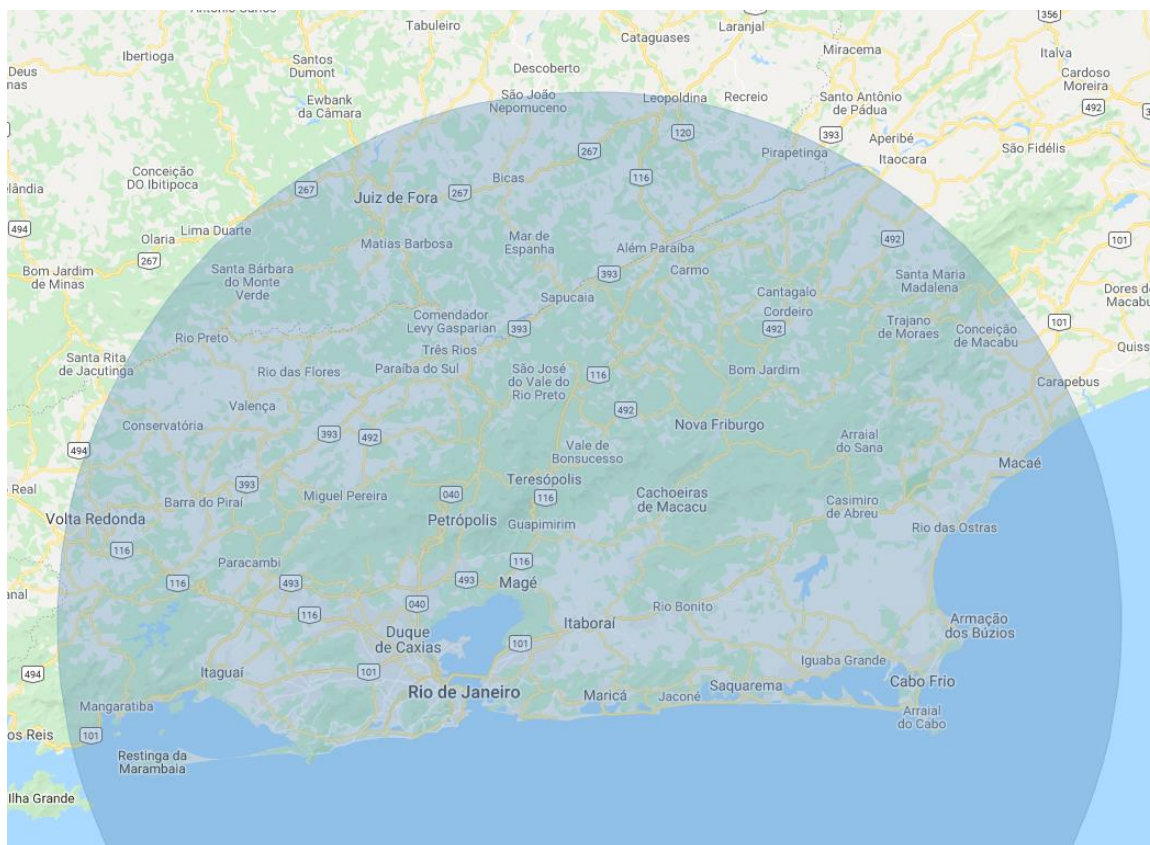 Tabuleiro
Laranjal
356
Cataguases
Ibertioga
Miracema
Italva
Santos
Dumont
Descoberto
Cardoso
Moreira
Deus
nas
São João
Nepomuceno
Leopoldina
Recreio
Santo Antônio
de Pádua
Ewbank
da Câmara
492
120
393
Aperibé
São Fidélis
267
Pirapetinga
Itaocara
Conceição
DO Ibitipoca
116
Bicas
267
267
elândia
Juiz de Fora
494
Lima Duarte
Olaria
492
101
Matias Barbosa
Mar de
Espanha
Além Paraíba
267
Bom Jardim
de Minas
Santa Bárbara
do Monte
Verde
393
Carmo
Santa Maria
Madalena
Sapucaia
Cantagalo
Dores de
Macabu
Cordeiro
Comendador
Levy Gasparian
393
492
Trajano
de Moraes
101
Conceição
de Macabu
Rio Preto
Quiss
Três Rios
Santa Rita
de Jacutinga
Rio das Flores
Paraíba do Sul
São José
do Vale do
Rio Preto
116
Bom Jardim
Carapebus
Valença
492
Conservatória
393
492
Nova Friburgo
Arraial
do Sana
494
Vale de
Bonsucesso
Macaé
Real
393
Teresópolis
Barra do Piraí
Miguel Pereira
040
116
Cachoeiras
de Macacu
Casimiro
de Abreu
Volta Redonda
Petrópolis
Guapimirim
Rio das Ostras
116
Paracambi
116
116
493
493
Magé
anal
040
Rio Bonito
116
Itaboraí
Armação
dos Búzios
Duque
de Caxias
101
Iguaba Grande
494
Itaguaí
101
Cabo Frio
Rio de Janeiro
Maricá
Jaconé
Saquarema
Mangaratiba
Arraial
do Cabo
os Reis
101
Restinga da
Marambaia
Ilha Grande